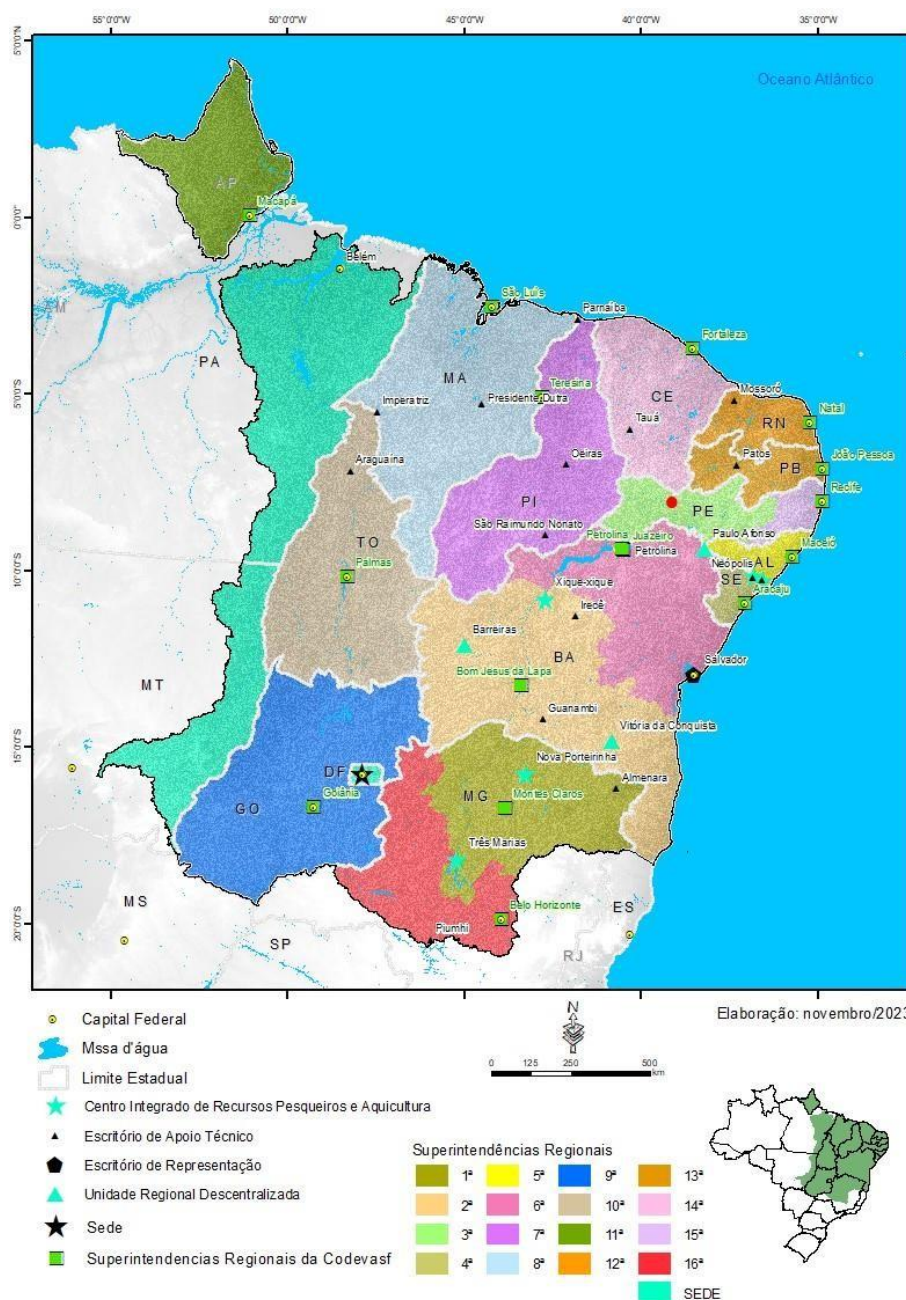 55°0'0"W 50°0'0"W 45°0'0"W 40°0'0"W 35°0'0"W
5°0'0"N
Oceano Atlântico
AP
Macapá
0°0'0"
Belém
AM
São Luís
Parnaíba
Fortaleza
PA
MA
Teresina
CE
Mossoró
5°0'0"S
Imperatriz
Presidente Dutra
Tauá
RN
Natal
Araguaina
Oeiras
Patos
PB
João Pessoa
PI
Recife
São Raimundo Nonato
PE
TO
Petrolina Juazeiro
Paulo Afonso
Petrolina
Maceió
Palmas
Neópolis
AL
10°0'0"S
Xique-xique
SE
Aracaju
Irecê
Barreiras
BA
Salvador
MT
Bom Jesus da Lapa
Guanambi
Vitória da Conquista
15°0'0"S
Nova Porteirinha
DF
Almenara
GO
Goiânia
MG
Montes Claros
Três Marias
MS
Belo Horizonte
ES
20°0'0"S
Piumhi
SP
RJ
N
Elaboração: novembro/2023
0 125 250 500
km
Capital Federal
Mssa d'água
Limite Estadual
Centro Integrado de Recursos Pesqueiros e Aquicultura
Escritório de Apoio Técnico
Escritório de Representação
Unidade Regional Descentralizada
Sede
Superintendencias Regionais da Codevasf
Superintendências Regionais
1ª 5ª 9ª 13ª
2ª 6ª 10ª 14ª
3ª 7ª 11ª 15ª
4ª 8ª 12ª 16ª
SEDE